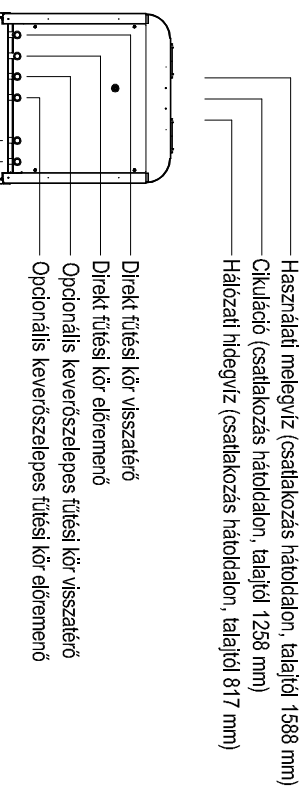 Használati melegvíz (csatlakozás hátoldalon, talajtól 1588 mm)
Cikuláció (csatlakozás hátoldalon, talajtól 1258 mm)
Hálózati hidegvíz (csatlakozás hátoldalon, talajtól 817 mm)
Direkt fűtési kör visszatérő
Direkt fűtési kör előremenő
Opcionális keverőszelepes fűtési kör visszatérő
Opcionális keverőszelepes fűtési kör előremenő